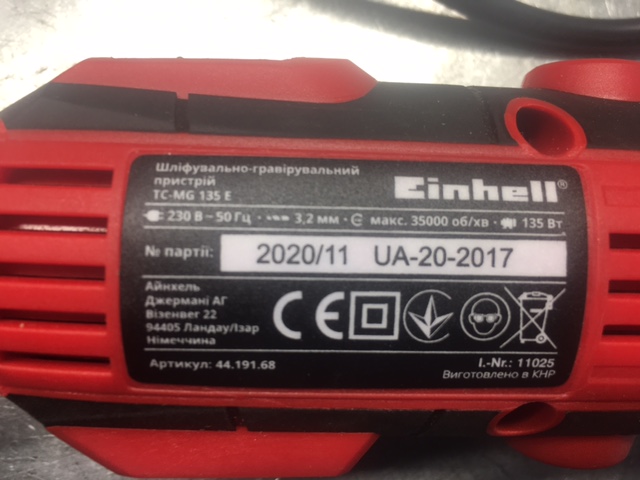 Шліфувально-гравірувальний
пристрій
TC-MG 135 E
Einhell®
230 В ~ 50 Гц · 3,2 мм · макс. 35000 об/хв · 135 Вт
№ партії: 2020/11 UA-20-2017
Айнхель
Джермані АГ
Візенвег 22
94405 Ландау/Ізар
Німеччина
CE
Артикул: 44.191.68
I.-Nr.: 11025
Виготовлено в КНР